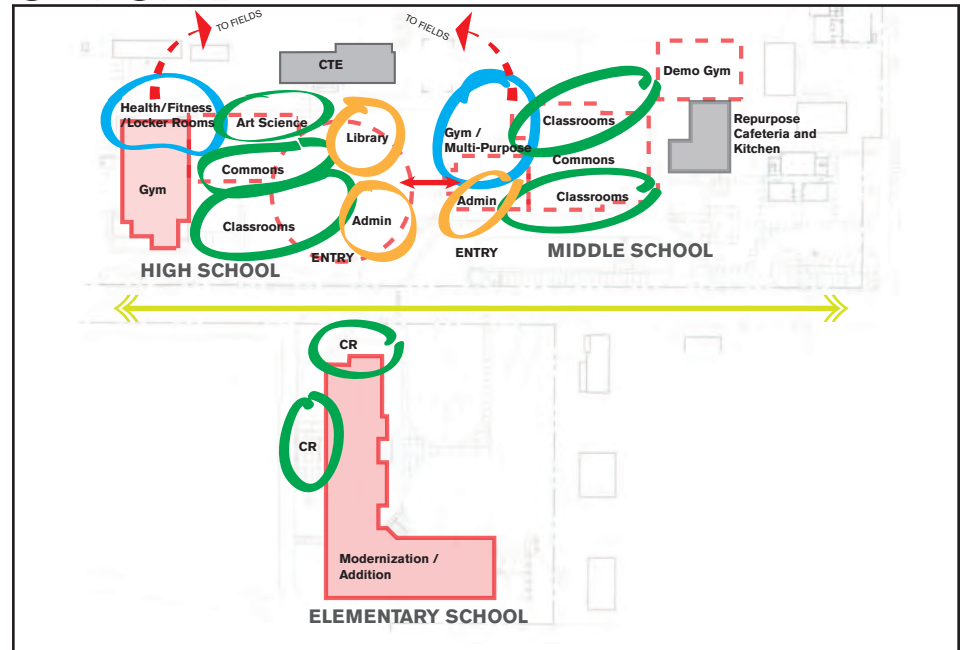 TO FIELDS
TO FIELDS
CTE
Demo Gym
Health/Fitness
/Locker Rooms
Art Science
Library
Gym /
Multi-Purpose
Classrooms
Repurpose
Cafeteria and
Kitchen
Commons
Commons
Gym
Classrooms
Admin
Admin
Classrooms
ENTRY
ENTRY
HIGH SCHOOL
MIDDLE SCHOOL
CR
CR
Modernization /
Addition
ELEMENTARY SCHOOL